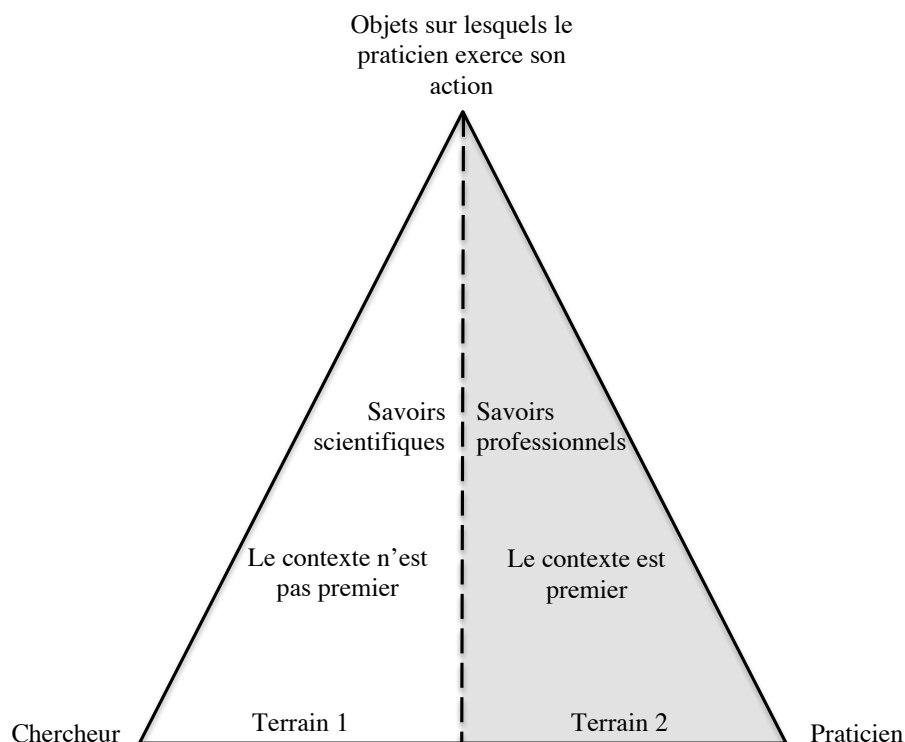 Objets sur lesquels le
praticien exerce son
action
Savoirs
scientifiques
Savoirs
professionnels
Le contexte n’est
pas premier
Le contexte est
premier
Chercheur
Terrain 1
Terrain 2
Praticien